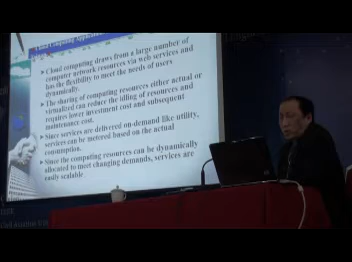 Cloud computing draws from a large number of
computer network resources via web services and
has the flexibility to meet the needs of users
dynamically.
The sharing of computing resources either actual or
virtualized can reduce the idling of resources and
requires lower investment cost and subsequent
maintenance cost.
Since services are delivered on-demand like utility,
services can be metered based on the actual
consumption.
Since the computing resources can be dynamically
allocated to meet changing demands, services are
easily scalable.